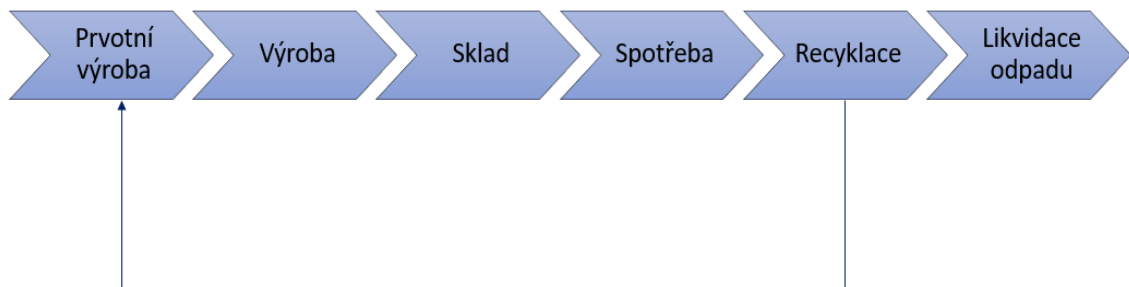 Prvotní
výroba
Výroba
Sklad
Spotřeba
Recyklace
Likvidace
odpadu